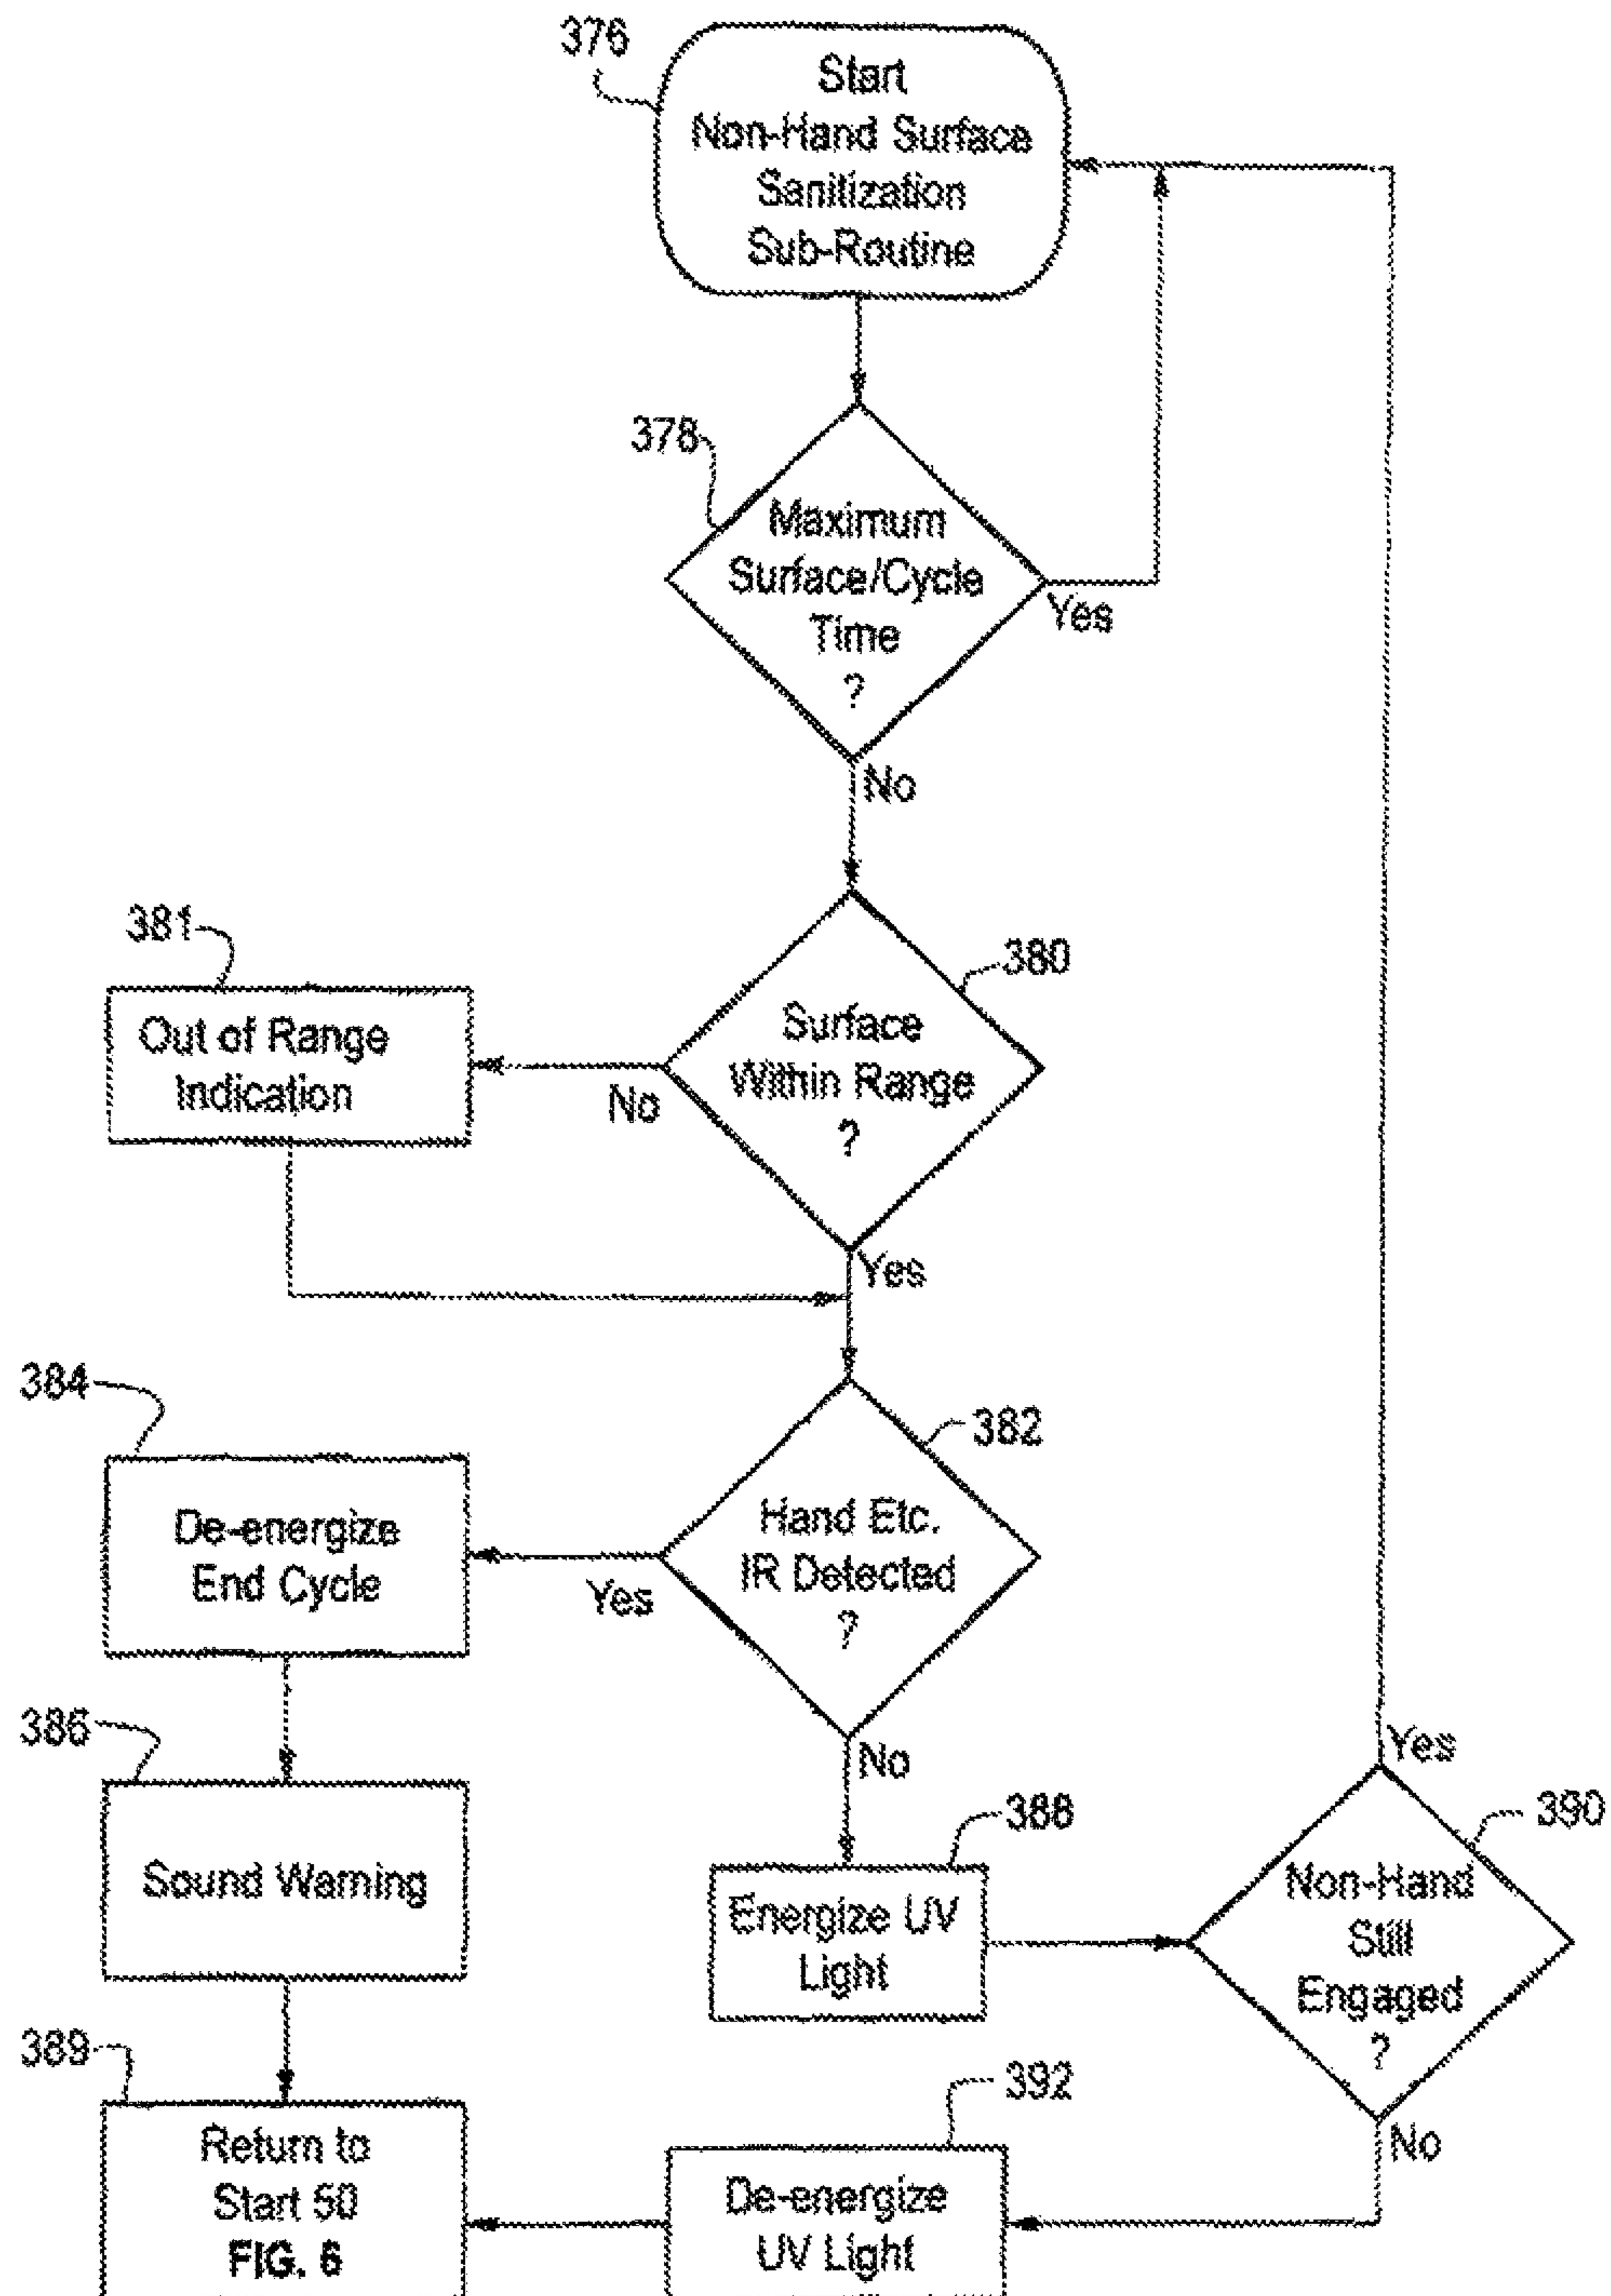 376
Start
Non-Hand Surface
Sanitization
Sub-Routine
378
Maximum
Surface/Cycle
Time
?
Yes
No
381
380
Out of Range
Indication
Surface
Within Range
?
No
Yes
384
382
De-energize
End Cycle
Hand Etc.
IR Detected
?
Yes
No
386
Sound Warning
388
Energize UV
Light
Yes
390
Non-Hand
Still
Engaged
?
No
389
Return to
Start 50
FIG. 6
392
De-energize
UV Light